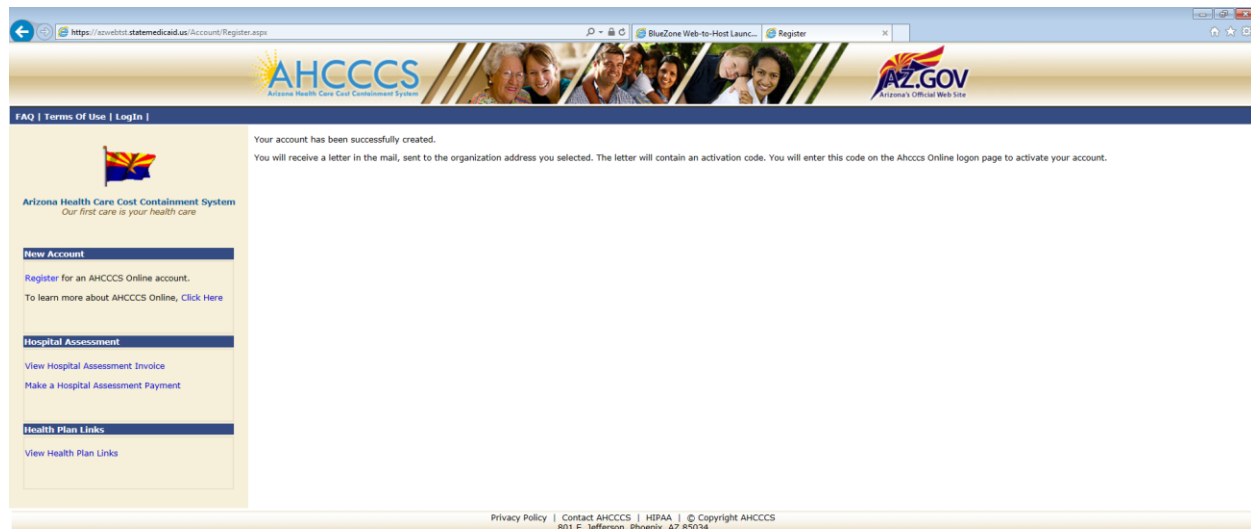 https://azwebtst.statemedicaid.us/Account/Register.aspx
BlueZone Web-to-Host Launc...
Register
AHCCCS
Arizona Health Care Cost Containment System
AZ.GOV
Arizona's Official Web Site
FAQ | Terms Of Use | LogIn |
Your account has been successfully created.
You will receive a letter in the mail, sent to the organization address you selected. The letter will contain an activation code. You will enter this code on the Ahcccs Online logon page to activate your account.
Arizona Health Care Cost Containment System
Our first care is your health care
New Account
Register for an AHCCCS Online account.
To learn more about AHCCCS Online, Click Here
Hospital Assessment
View Hospital Assessment Invoice
Make a Hospital Assessment Payment
Health Plan Links
View Health Plan Links
Privacy Policy | Contact AHCCCS | HIPAA | © Copyright AHCCCS
801 E. Jefferson, Phoenix, AZ 85034